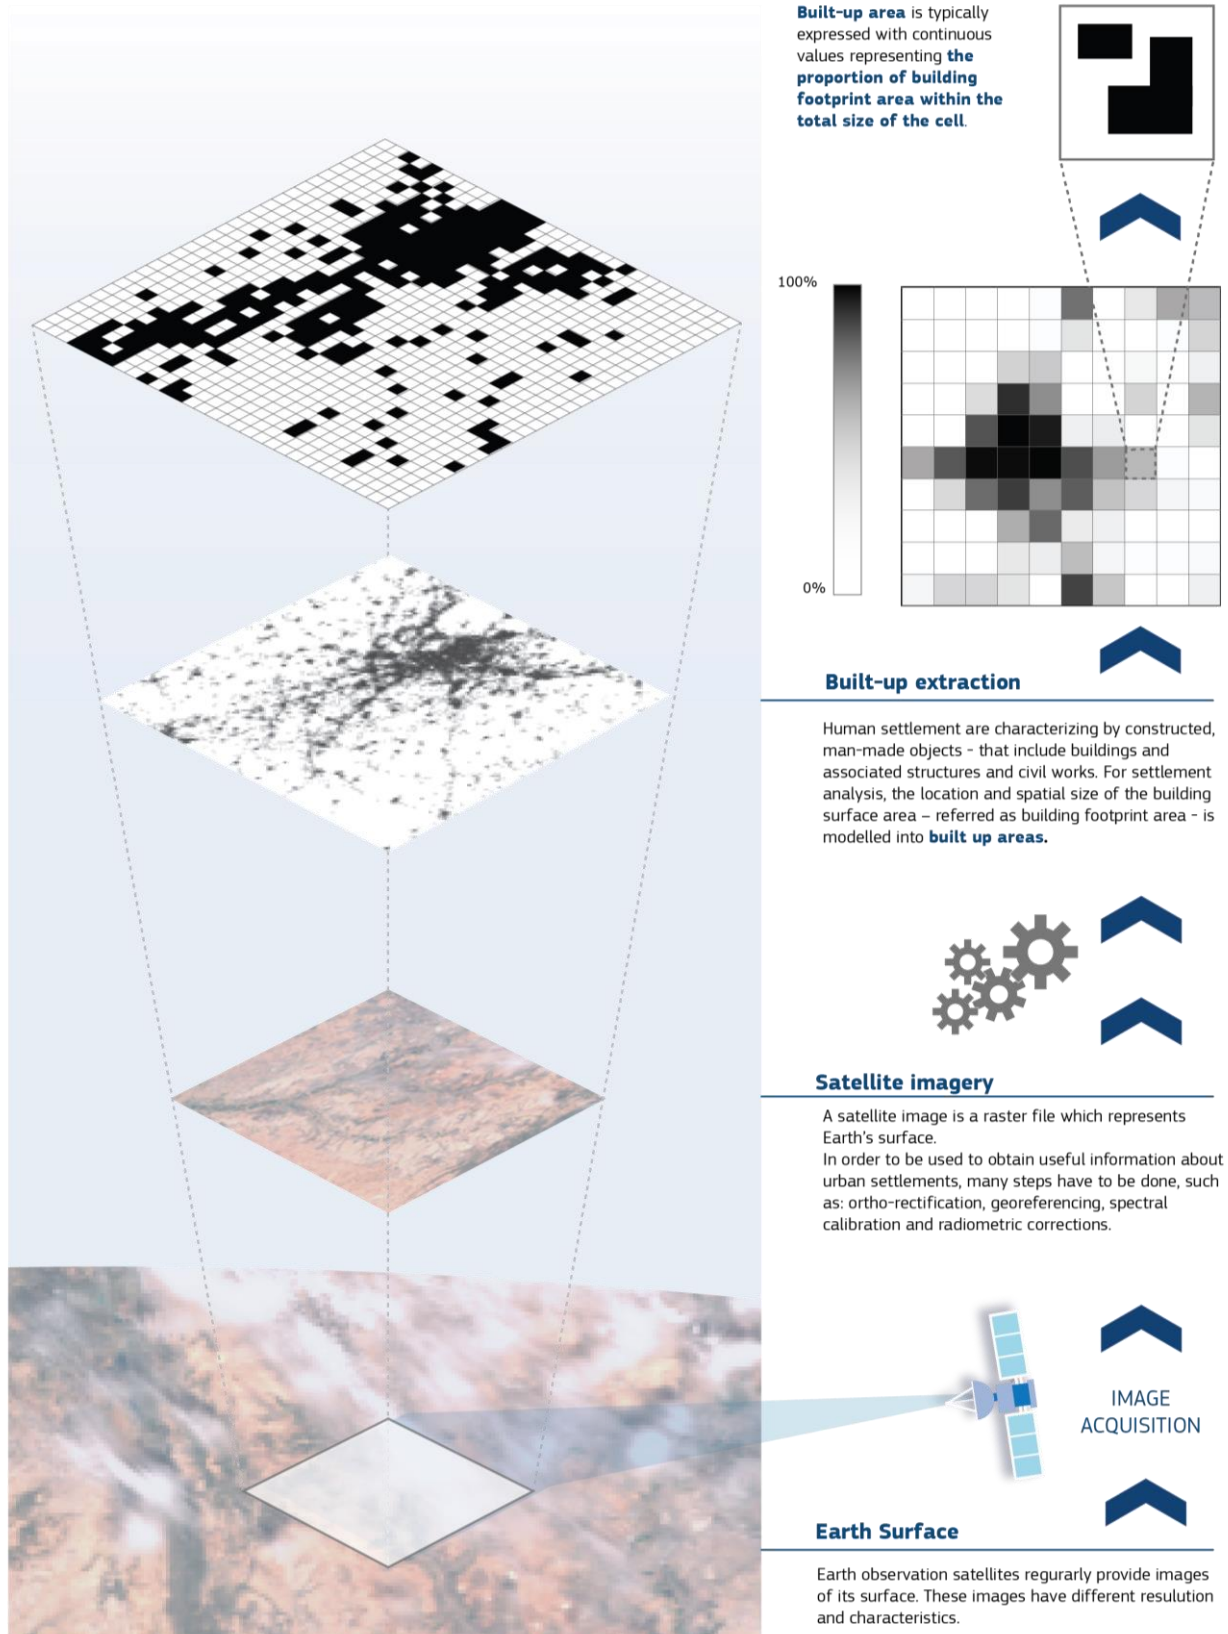 Built-up area is typically
expressed with continuous
values representing the
proportion of building
footprint area within the
total size of the cell.
100%
0%
Built-up extraction
Human settlement are characterizing by constructed,
man-made objects - that include buildings and
associated structures and civil works. For settlement
analysis, the location and spatial size of the building
surface area – referred as building footprint area - is
modelled into built up areas.
Satellite imagery
A satellite image is a raster file which represents
Earth's surface.
In order to be used to obtain useful information about
urban settlements, many steps have to be done, such
as: ortho-rectification, georeferencing, spectral
calibration and radiometric corrections.
IMAGE
ACQUISITION
Earth Surface
Earth observation satellites regurarly provide images
of its surface. These images have different resulution
and characteristics.